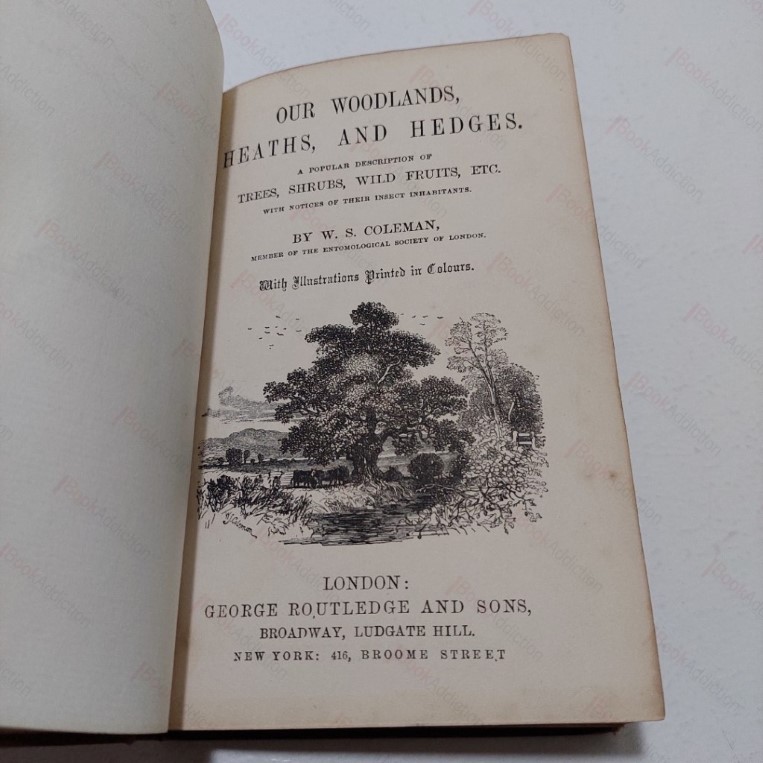 OUR WOODLANDS,
HEATHS, AND HEDGES.
A POPULAR DESCRIPTION OF
TREES, SHRUBS, WILD FRUITS, ETC.
WITH NOTICES OF THEIR INSECT INHABITANTS.
BY W. S. COLEMAN,
MEMBER OF THE ENTOMOLOGICAL SOCIETY OF LONDON.
With Illustrations Printed in Colours.
LONDON:
GEORGE ROUTLEDGE AND SONS,
BROADWAY, LUDGATE HILL.
NEW YORK: 416, BROOME STREET
BookAddiction